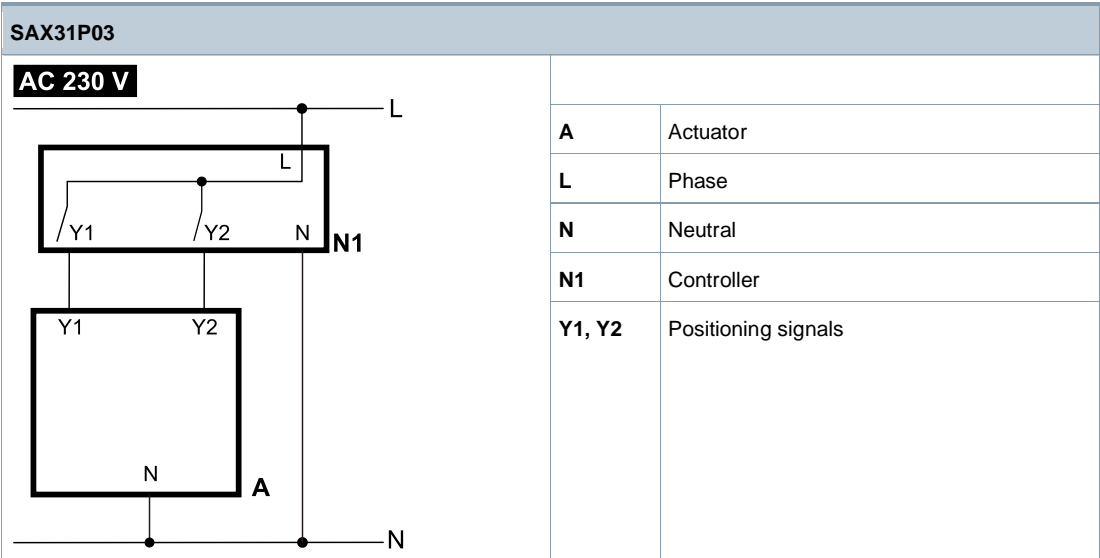 SAX31P03
AC 230 V
L
L
Y1 Y2 N N1
Y1 Y2
N A
N
A Actuator
L Phase
N Neutral
N1 Controller
Y1, Y2 Positioning signals